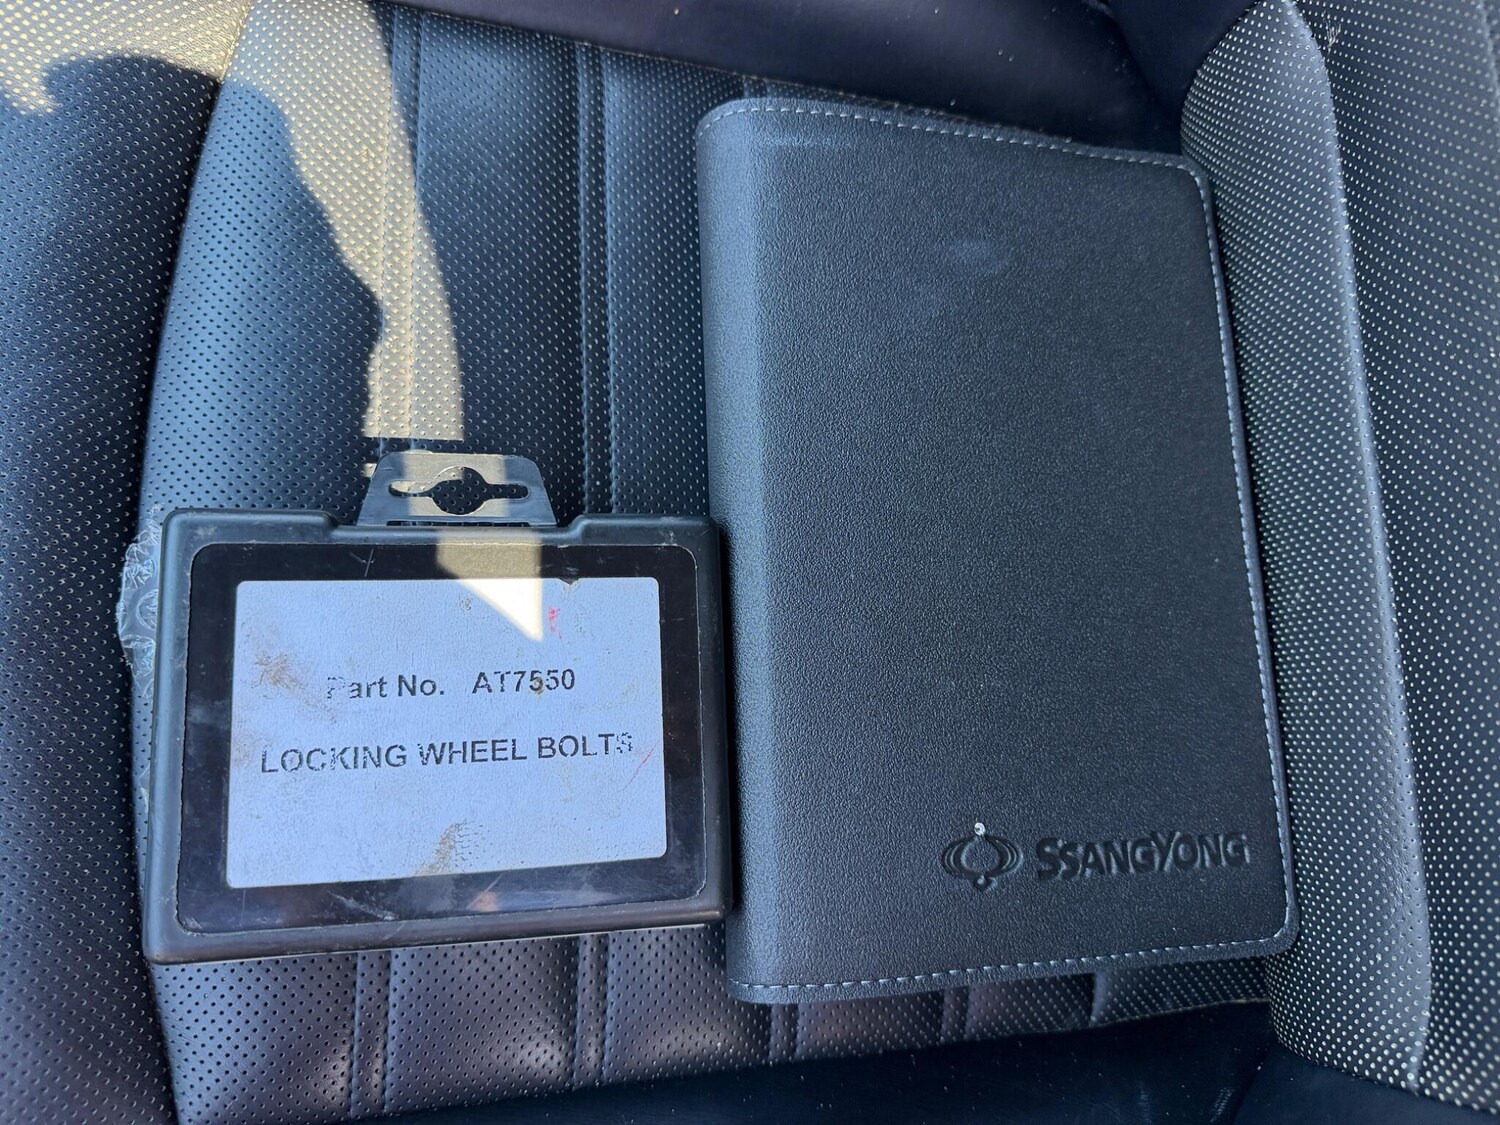 Part No. AT7550
LOCKING WHEEL BOLTS
SSANGYONG